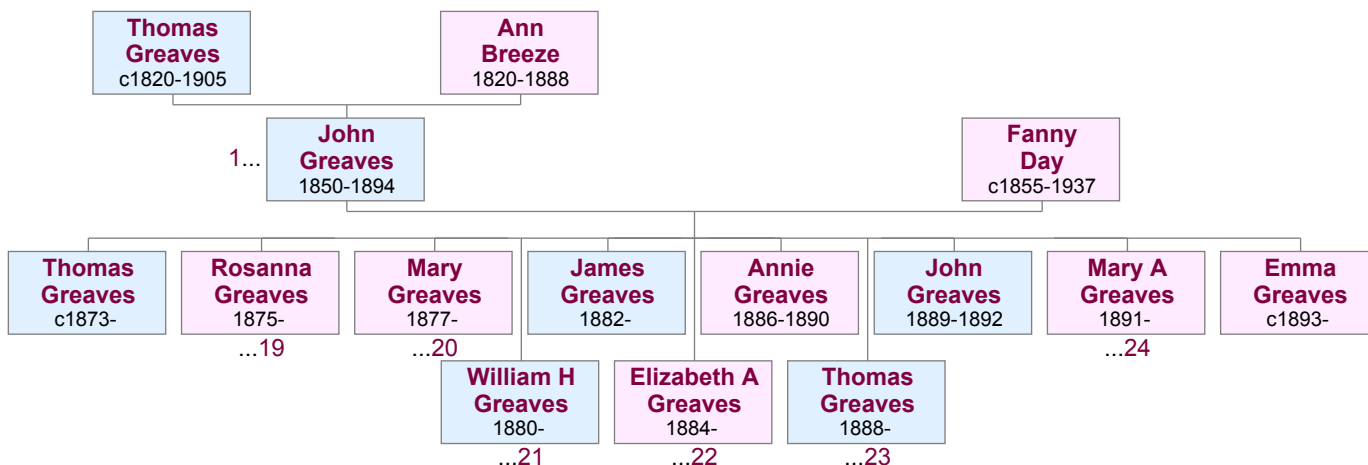 Thomas
Greaves
c1820-1905
Ann
Breeze
1820-1888
1...
John
Greaves
1850-1894
Fanny
Day
c1855-1937
Thomas
Greaves
c1873-
Rosanna
Greaves
1875-
...19
Mary
Greaves
1877-
...20
James
Greaves
1882-
Annie
Greaves
1886-1890
John
Greaves
1889-1892
Mary A
Greaves
1891-
...24
Emma
Greaves
c1893-
William H
Greaves
1880-
...21
Elizabeth A
Greaves
1884-
...22
Thomas
Greaves
1888-
...23